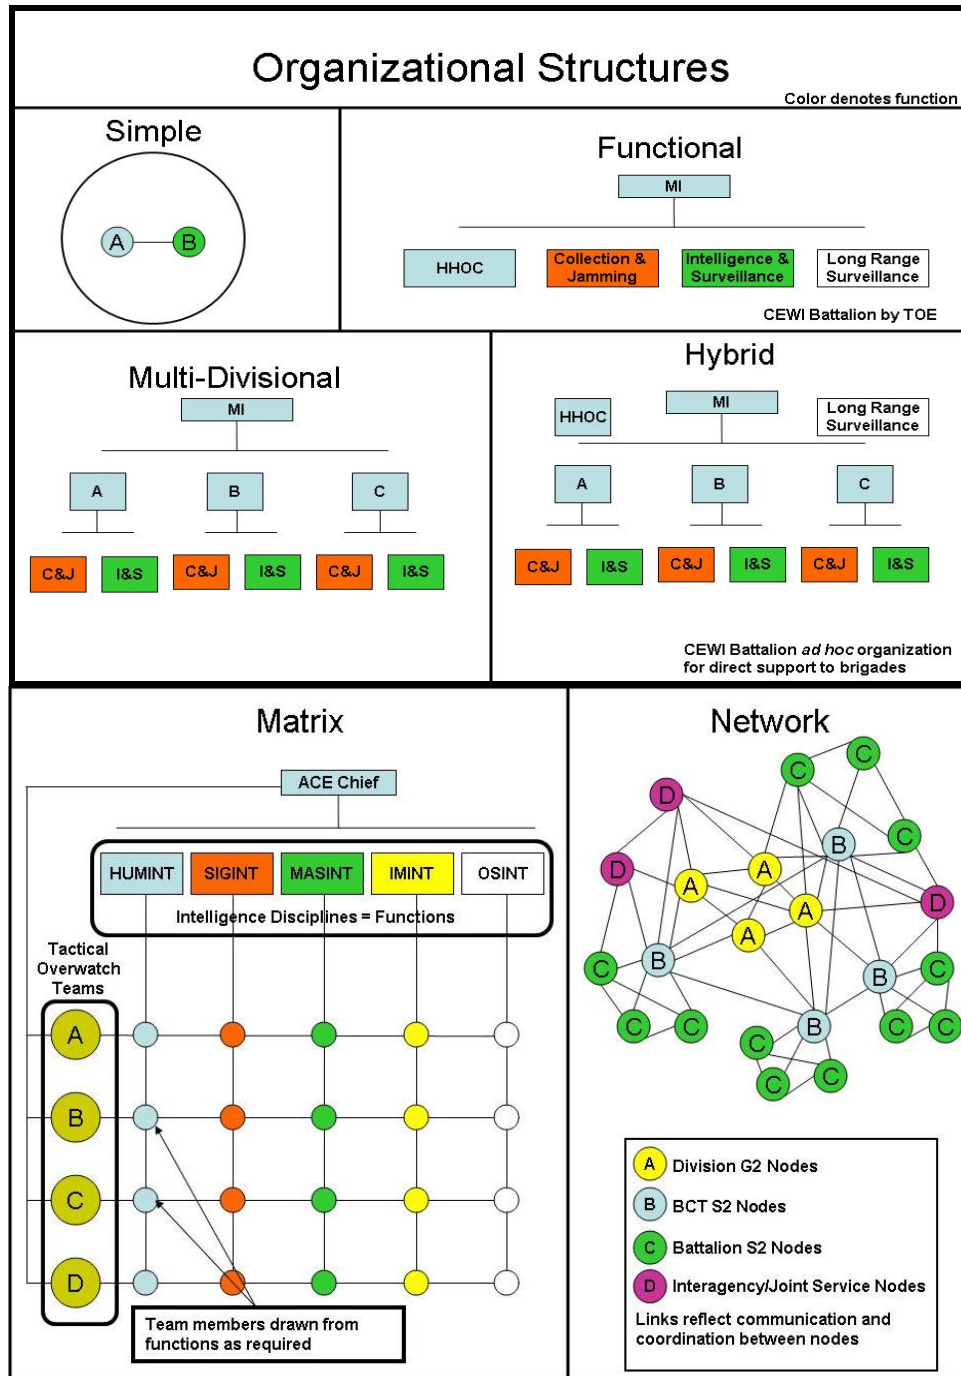 Organizational Structures
Color denotes function
Simple
A
B
Functional
MI
HHOC
Collection &
Jamming
Intelligence &
Surveillance
Long Range
Surveillance
CEWI Battalion by TOE
Multi-Divisional
MI
A
B
C
C&J
I&S
C&J
I&S
C&J
I&S
Hybrid
HHOC
MI
Long Range
Surveillance
A
B
C
C&J
I&S
C&J
I&S
C&J
I&S
CEWI Battalion ad hoc organization
for direct support to brigades
Matrix
ACE Chief
HUMINT
SIGINT
MASINT
IMINT
OSINT
Intelligence Disciplines = Functions
Tactical
Overwatch
Teams
A
B
C
D
Team members drawn from
functions as required
Network
C
C
D
C
B
D
A
A
D
A
A
C
B
B
C
C
C
B
C
C
C
C
C
A Division G2 Nodes
B BCT S2 Nodes
C Battalion S2 Nodes
D Interagency/Joint Service Nodes
Links reflect communication and
coordination between nodes